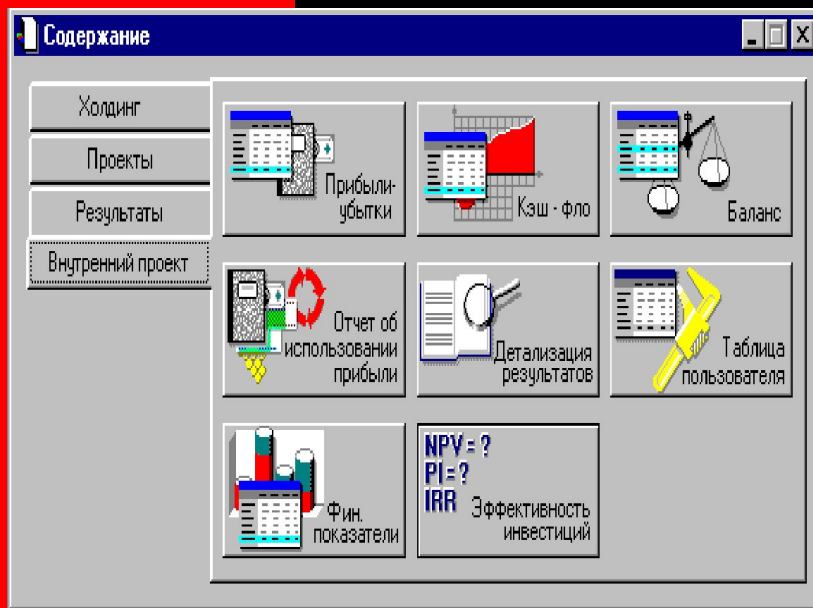 Содержание
Холдинг
Проекты
Результаты
Внутренний проект
Прибыли-
убытки
Кэш - фло
Баланс
Отчет об
использовании
прибыли
Детализация
результатов
Таблица
пользователя
Фин.
показатели
NPV = ?
PI = ?
IRR
Эффективность
инвестиций